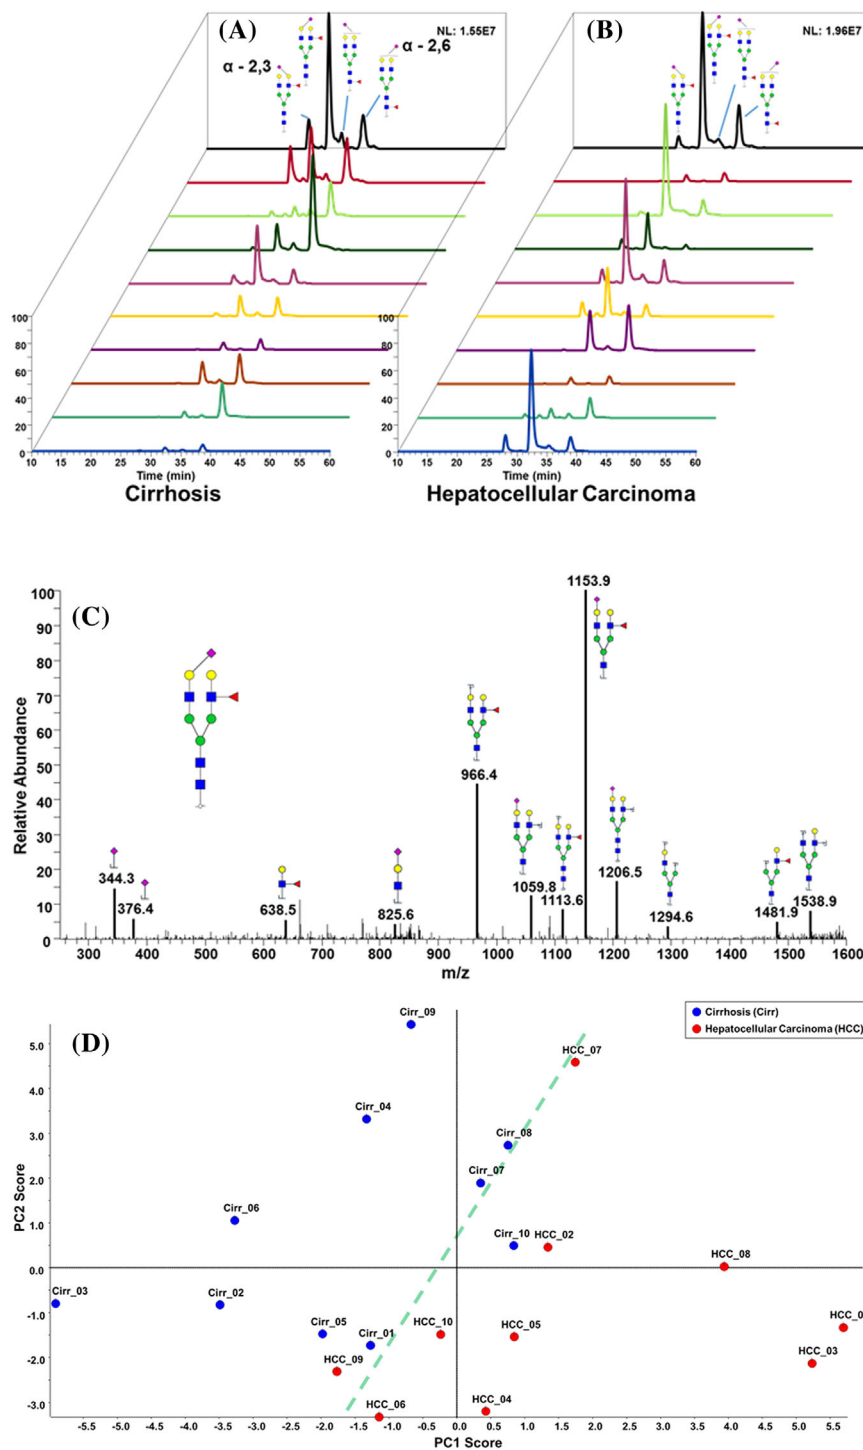 (A)
NL: 1.55E7
α - 2,3
α - 2,6
100
80
60
40
20
0
10 15 20 25 30 35 40 45 50 55 60
Time (min)
Cirrhosis
(B)
NL: 1.96E7
100
80
60
40
20
0
10 15 20 25 30 35 40 45 50 55 60
Time (min)
Hepatocellular Carcinoma
(C)
Relative Abundance
100
90
80
70
60
50
40
30
20
10
0
344.3
376.4
638.5
825.6
966.4
1059.8
1113.6
1153.9
1206.5
1294.6
1481.9
1538.9
300 400 500 600 700 800 900 1000 1100 1200 1300 1400 1500 1600
m/z
(D)
Cirrhosis (Cirr)
Hepatocellular Carcinoma (HCC)
PC2 Score
5.0
4.0
3.0
2.0
1.0
0.0
-1.0
-2.0
-3.0
Cirr_09
HCC_07
Cirr_04
Cirr_08
Cirr_07
Cirr_06
Cirr_10
HCC_02
HCC_08
Cirr_03
Cirr_02
HCC_0
Cirr_05
Cirr_01
HCC_10
HCC_05
HCC_03
HCC_09
HCC_06
HCC_04
-5.5 -5.0 -4.5 -4.0 -3.5 -3.0 -2.5 -2.0 -1.5 -1.0 -0.5 0.0 0.5 1.0 1.5 2.0 2.5 3.0 3.5 4.0 4.5 5.0 5.5
PC1 Score